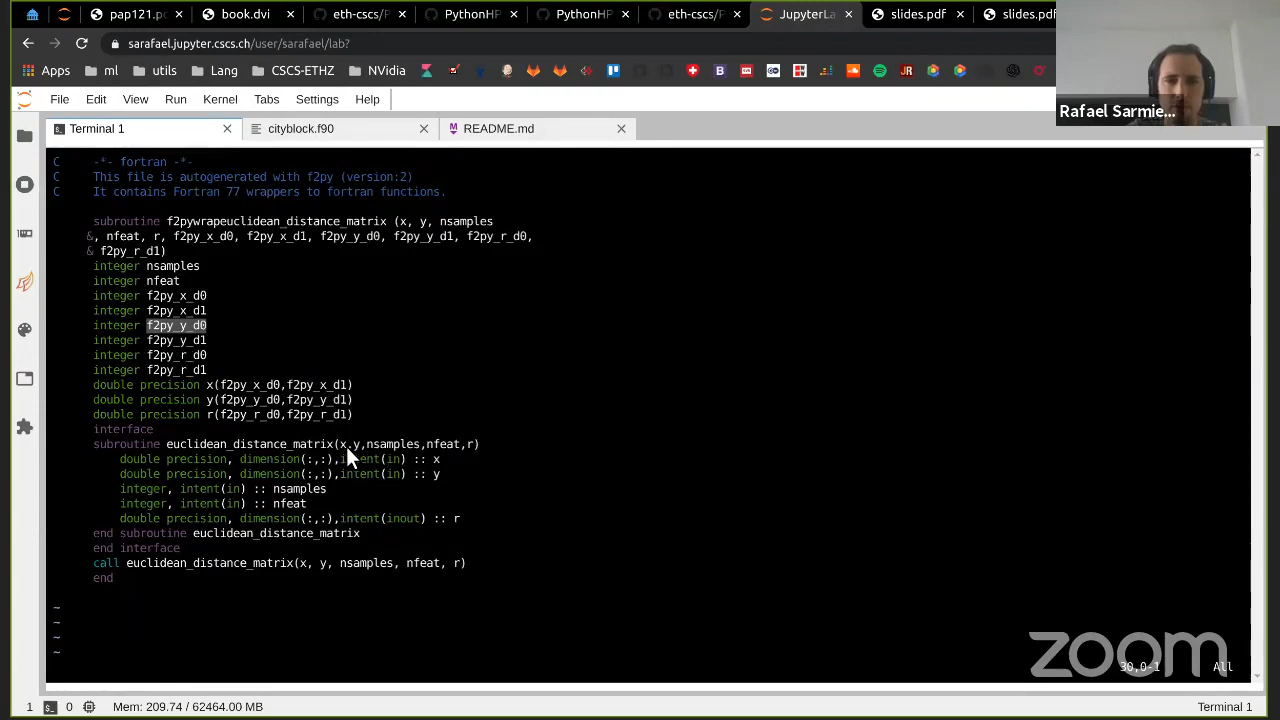 pap121.p
book.dvi
eth-cscs/P
PythonHP
PythonHP
eth-cscs/P
JupyterLa
slides.pdf
slides.pdf
sarafael.jupyter.cscs.ch/user/sarafael/lab?
Apps
ml
utils
Lang
CSCS-ETHZ
NVidia
Rafael Sarmie...
File
Edit
View
Run
Kernel
Tabs
Settings
Help
Terminal 1
cityblock.f90
README.md
C -*- fortran -*-
C This file is autogenerated with f2py (version:2)
C It contains Fortran 77 wrappers to fortran functions.
subroutine f2pywrapeuclidean_distance_matrix (x, y, nsamples
&, nfeat, r, f2py_x_d0, f2py_x_d1, f2py_y_d0, f2py_y_d1, f2py_r_d0,
& f2py_r_d1)
integer nsamples
integer nfeat
integer f2py_x_d0
integer f2py_x_d1
integer f2py_y_d0
integer f2py_y_d1
integer f2py_r_d0
integer f2py_r_d1
double precision x(f2py_x_d0,f2py_x_d1)
double precision y(f2py_y_d0,f2py_y_d1)
double precision r(f2py_r_d0,f2py_r_d1)
interface
subroutine euclidean_distance_matrix(x,y,nsamples,nfeat,r)
double precision, dimension(:,:),intent(in) :: x
double precision, dimension(:,:),intent(in) :: y
integer, intent(in) :: nsamples
integer, intent(in) :: nfeat
double precision, dimension(:,:),intent(inout) :: r
end subroutine euclidean_distance_matrix
end interface
call euclidean_distance_matrix(x, y, nsamples, nfeat, r)
end
~
~
~
~
zoom
30,0-1
All
1
0
Mem: 209.74 / 62464.00 MB
Terminal 1